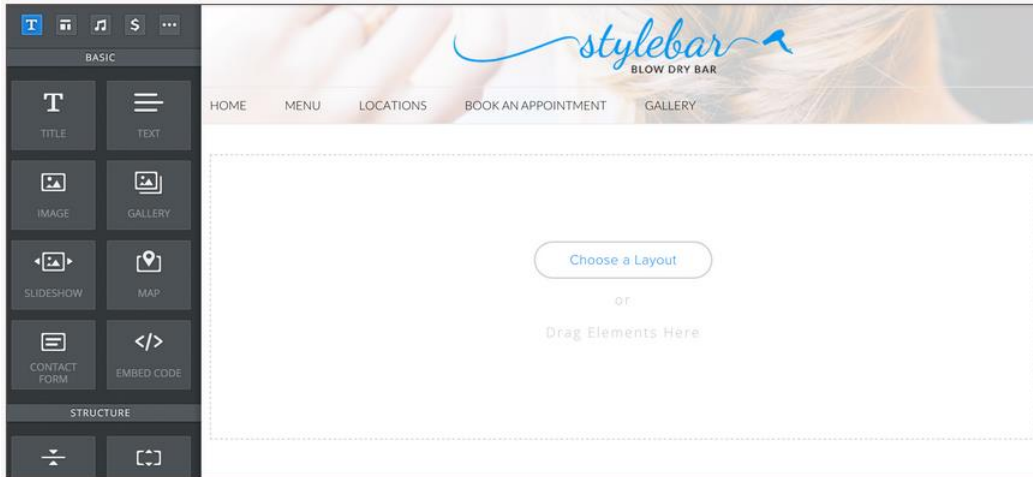 T
$
BASIC
T
TITLE
TEXT
IMAGE
GALLERY
SLIDESHOW
MAP
CONTACT
FORM
</>
EMBED CODE
STRUCTURE
stylebar
BLOW DRY BAR
HOME MENU LOCATIONS BOOK AN APPOINTMENT GALLERY
Choose a Layout
or
Drag Elements Here